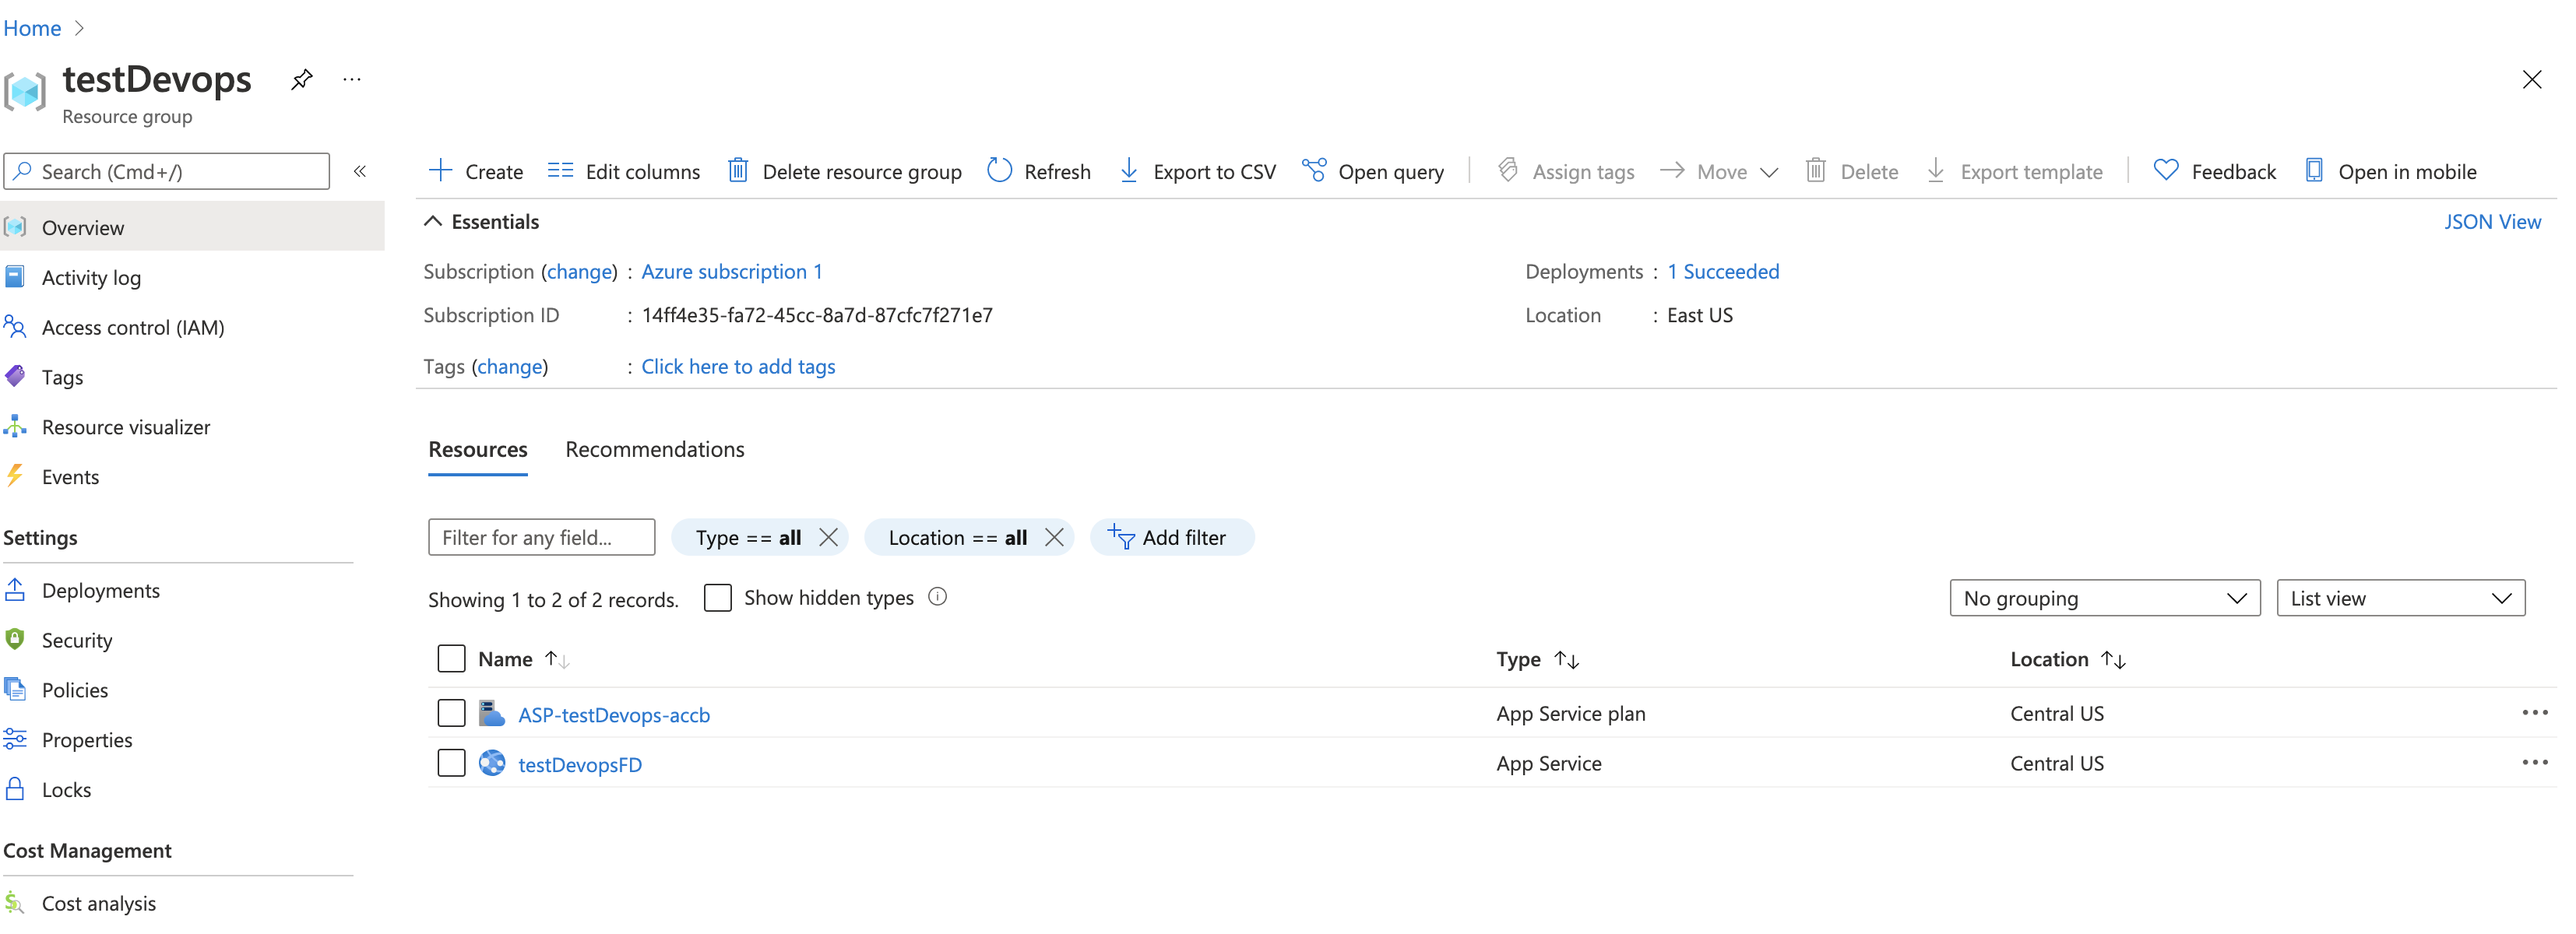 Home
testDevops
...
Resource group
Search (Cmd+/)
«
Create
Edit columns
Delete resource group
Refresh
Export to CSV
Open query
Assign tags
Move
Delete
Export template
Feedback
Open in mobile
Overview
Activity log
Access control (IAM)
Tags
Resource visualizer
Events
Settings
Deployments
Security
Policies
Properties
Locks
Cost Management
Cost analysis
Essentials
JSON View
Subscription (change) : Azure subscription 1
Deployments : 1 Succeeded
Subscription ID : 14ff4e35-fa72-45cc-8a7d-87cfc7f271e7
Location : East US
Tags (change) : Click here to add tags
Resources Recommendations
Filter for any field...
Type == all
Location == all
Add filter
Showing 1 to 2 of 2 records.
Show hidden types
No grouping
List view
Name Type Location
ASP-testDevops-accb App Service plan Central US ...
testDevopsFD App Service Central US ...